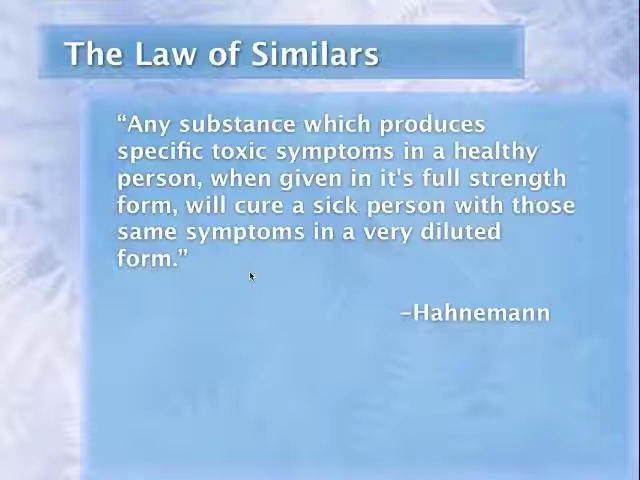 The Law of Similars
“Any substance which produces
specific toxic symptoms in a healthy
person, when given in it's full strength
form, will cure a sick person with those
same symptoms in a very diluted
form.”
–Hahnemann